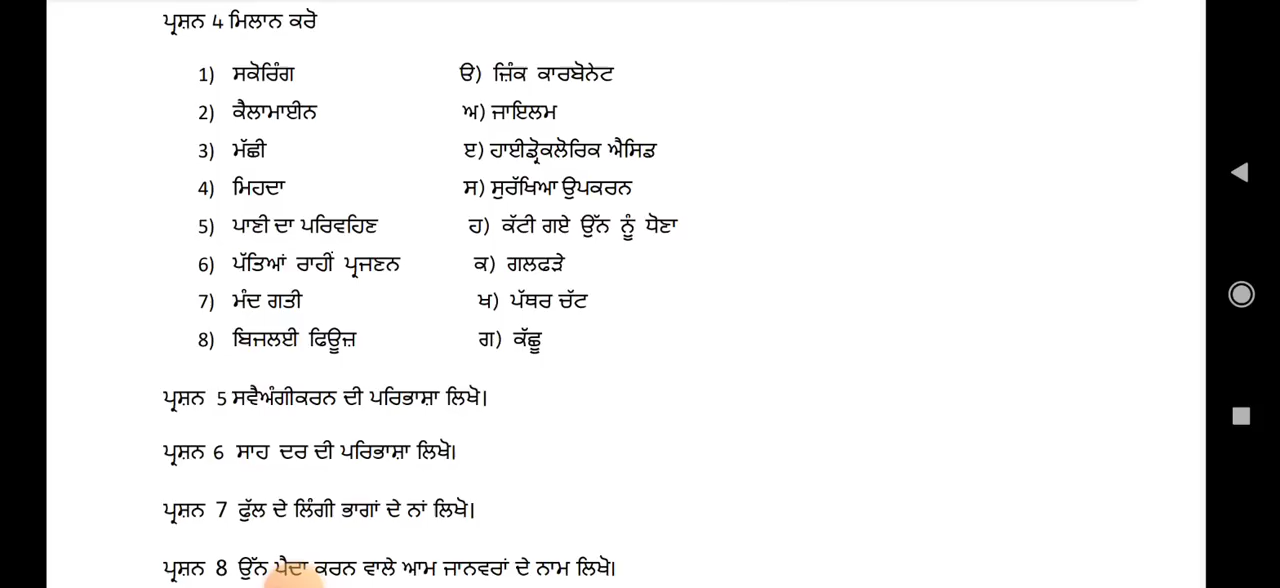 ਪ੍ਰਸ਼ਨ 4 ਮਿਲਾਨ ਕਰੋ
1) ਸਕੋਰਿੰਗ ੳ) ਜ਼ਿੰਕ ਕਾਰਬੋਨੇਟ
2) ਕੈਲਾਮਾਈਨ ਅ) ਜਾਇਲਮ
3) ਮੱਛੀ ੲ) ਹਾਈਡ੍ਰੋਕਲੋਰਿਕ ਐਸਿਡ
4) ਮਿਹਦਾ ਸ) ਸੁਰੱਖਿਆ ਉਪਕਰਨ
5) ਪਾਣੀ ਦਾ ਪਰਿਵਹਿਣ ਹ) ਕੱਟੀ ਗਏ ਉੱਨ ਨੂੰ ਧੋਣਾ
6) ਪੱਤਿਆਂ ਰਾਹੀਂ ਪ੍ਰਜਣਨ ਕ) ਗਲਫੜੇ
7) ਮੰਦ ਗਤੀ ਖ) ਪੱਥਰ ਚੱਟ
8) ਬਿਜਲਈ ਫਿਊਜ਼ ਗ) ਕੱਛੂ
ਪ੍ਰਸ਼ਨ 5 ਸਵੈਅੰਗੀਕਰਨ ਦੀ ਪਰਿਭਾਸ਼ਾ ਲਿਖੋ।
ਪ੍ਰਸ਼ਨ 6 ਸਾਹ ਦਰ ਦੀ ਪਰਿਭਾਸ਼ਾ ਲਿਖੋ।
ਪ੍ਰਸ਼ਨ 7 ਫੁੱਲ ਦੇ ਲਿੰਗੀ ਭਾਗਾਂ ਦੇ ਨਾਂ ਲਿਖੋ।
ਪ੍ਰਸ਼ਨ 8 ਉੱਨ ਪੈਦਾ ਕਰਨ ਵਾਲੇ ਆਮ ਜਾਨਵਰਾਂ ਦੇ ਨਾਮ ਲਿਖੋ।